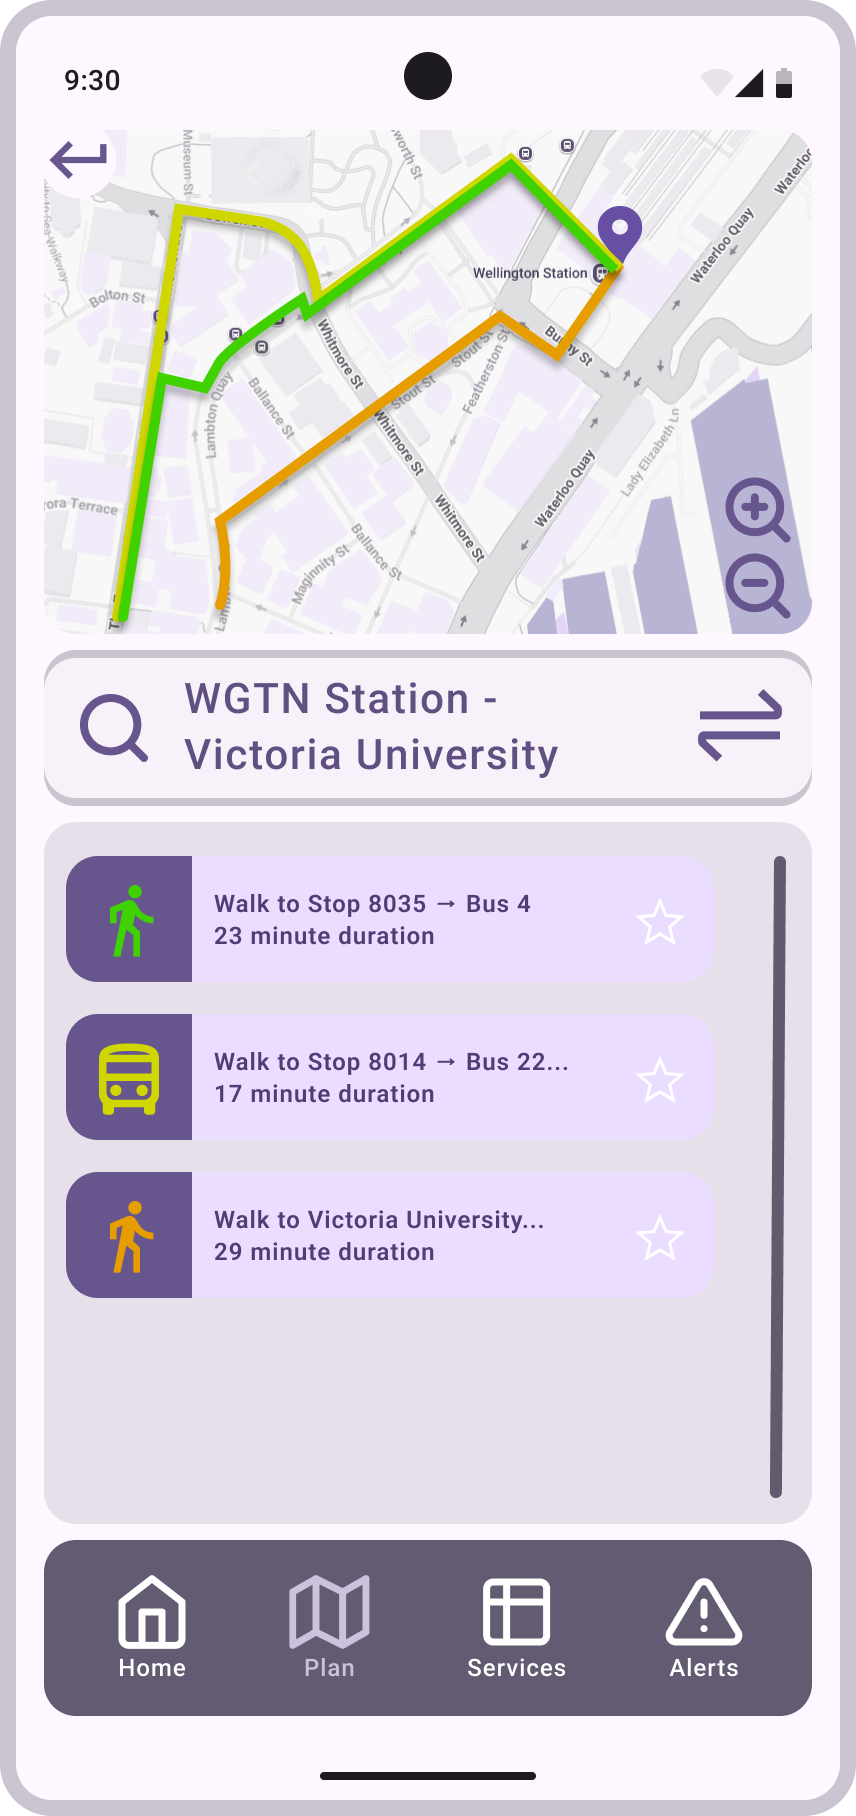 9:30
Museum St
Waterloo
Waterloo Quay
Wellington Station
Bolton St
Whitmore St
Bunny St
Stout St
Featherston St
Stout St
Lambton Quay
Ballance St
Whitmore St
Lady Elizabeth Ln
Waterloo Quay
Whitmore St
Ballance St
Maginnity St
rora Terrace
Lamb
WGTN Station -
Victoria University
Walk to Stop 8035 → Bus 4
23 minute duration
Walk to Stop 8014 → Bus 22...
17 minute duration
Walk to Victoria University...
29 minute duration
Home
Plan
Services
Alerts